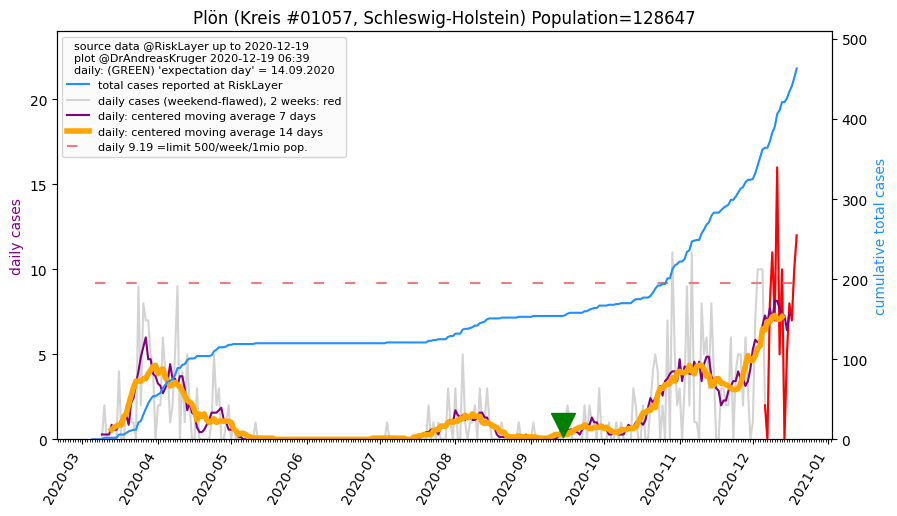 Plön (Kreis #01057, Schleswig-Holstein) Population=128647
source data @RiskLayer up to 2020-12-19
plot @DrAndreasKruger 2020-12-19 06:39
daily: (GREEN) 'expectation day' = 14.09.2020
total cases reported at RiskLayer
daily cases (weekend-flawed), 2 weeks: red
daily: centered moving average 7 days
daily: centered moving average 14 days
daily 9.19 =limit 500/week/1mio pop.
daily cases
20
15
10
5
0
cumulative total cases
500
400
300
200
100
0
2020-03
2020-04
2020-05
2020-06
2020-07
2020-08
2020-09
2020-10
2020-11
2020-12
2021-01